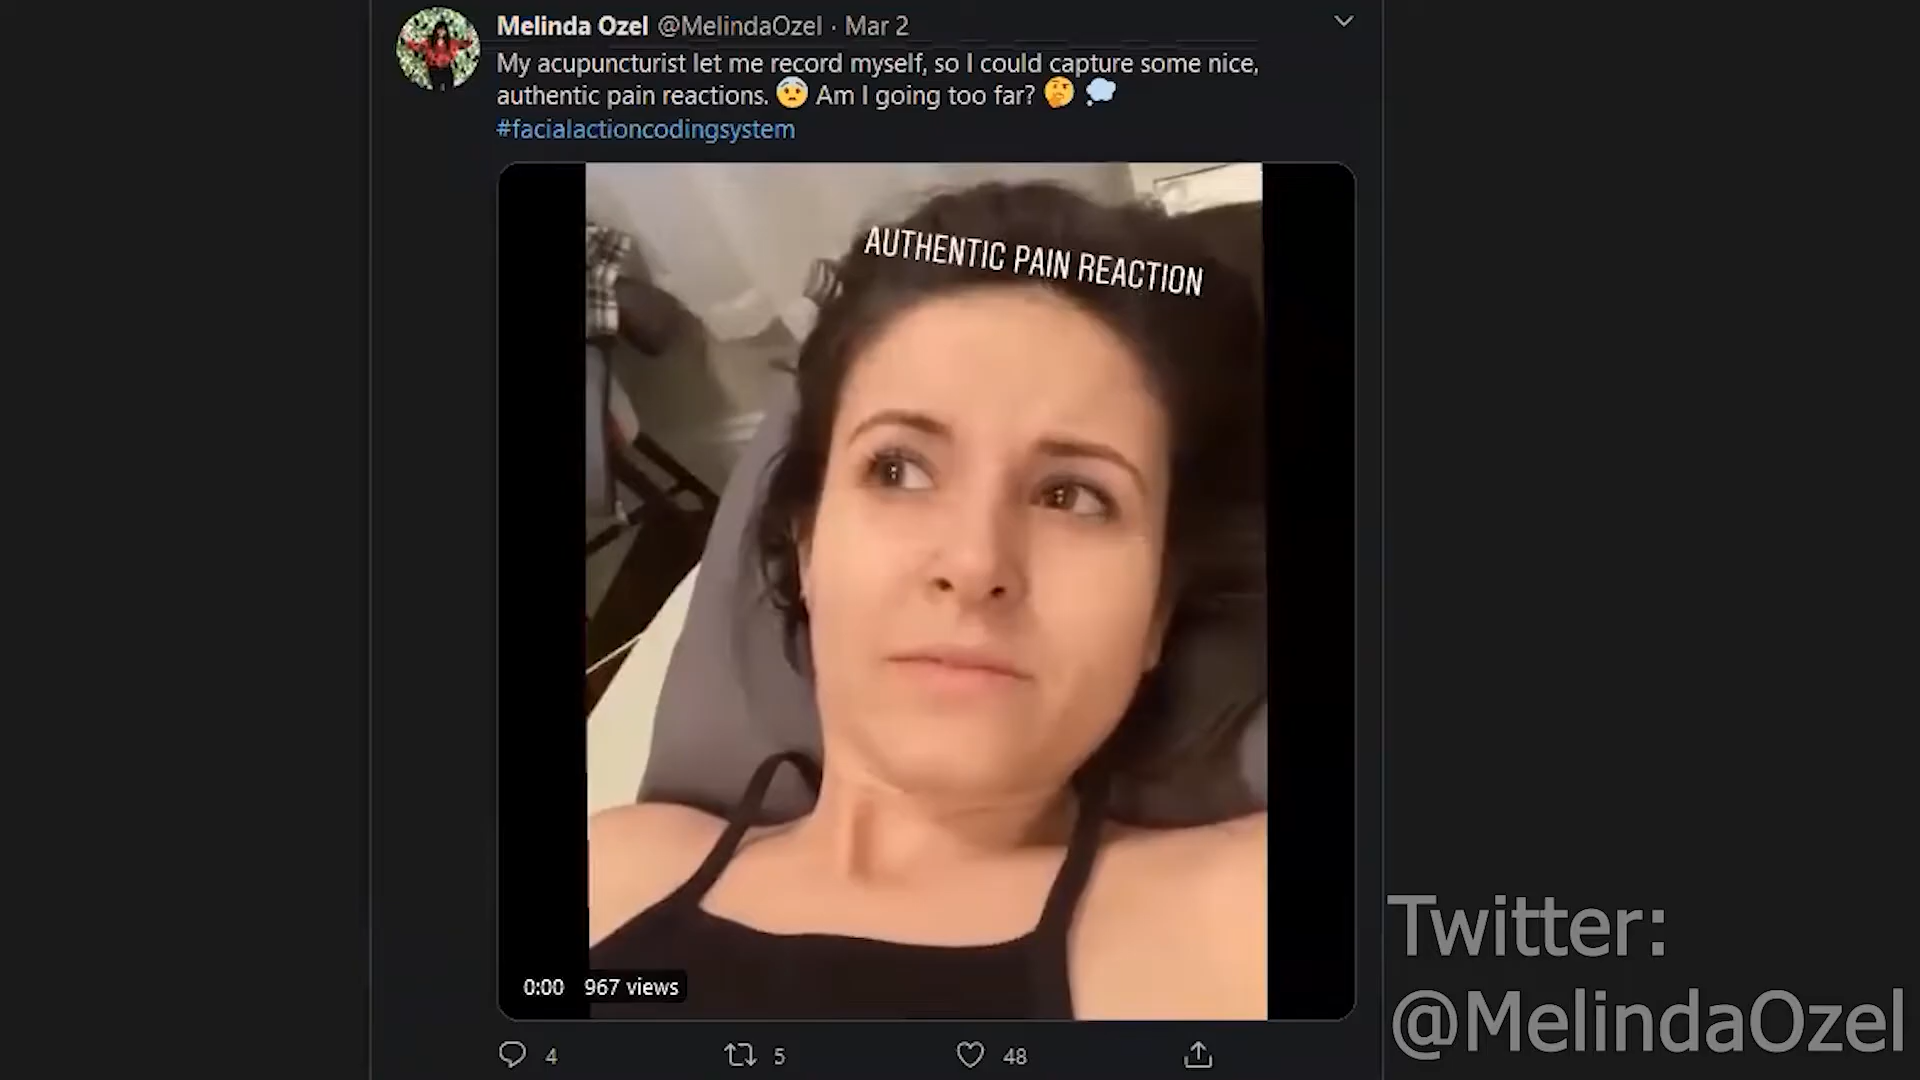 Melinda Ozel @MelindaOzel · Mar 2
My acupuncturist let me record myself, so I could capture some nice,
authentic pain reactions. 😨 Am I going too far? 🤔 💭
#facialactioncodingsystem
AUTHENTIC PAIN REACTION
0:00 967 views
4 5 48
Twitter:
@MelindaOzel